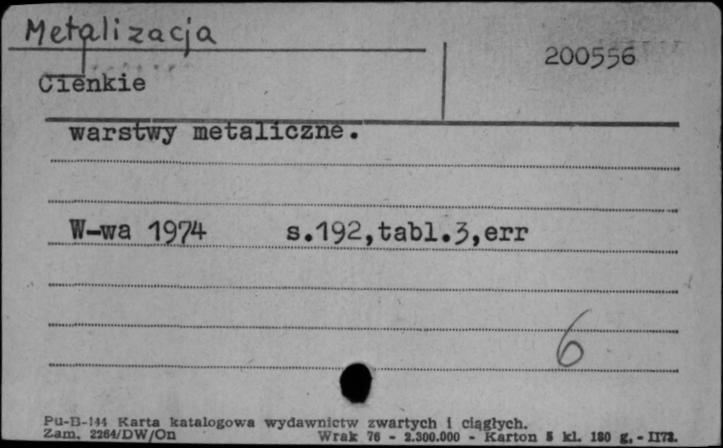 Metalizacja
200556
Cienkie
warstwy metaliczne.
W-wa 1974 s.192,tabl.3,err
6
Pu-B-144 Karta katalogowa wydawnictw zwartych i ciągłych.
Zam. 2264/DW/On Wrak 76 - 2.300.000 - Karton 5 kl. 180 g,